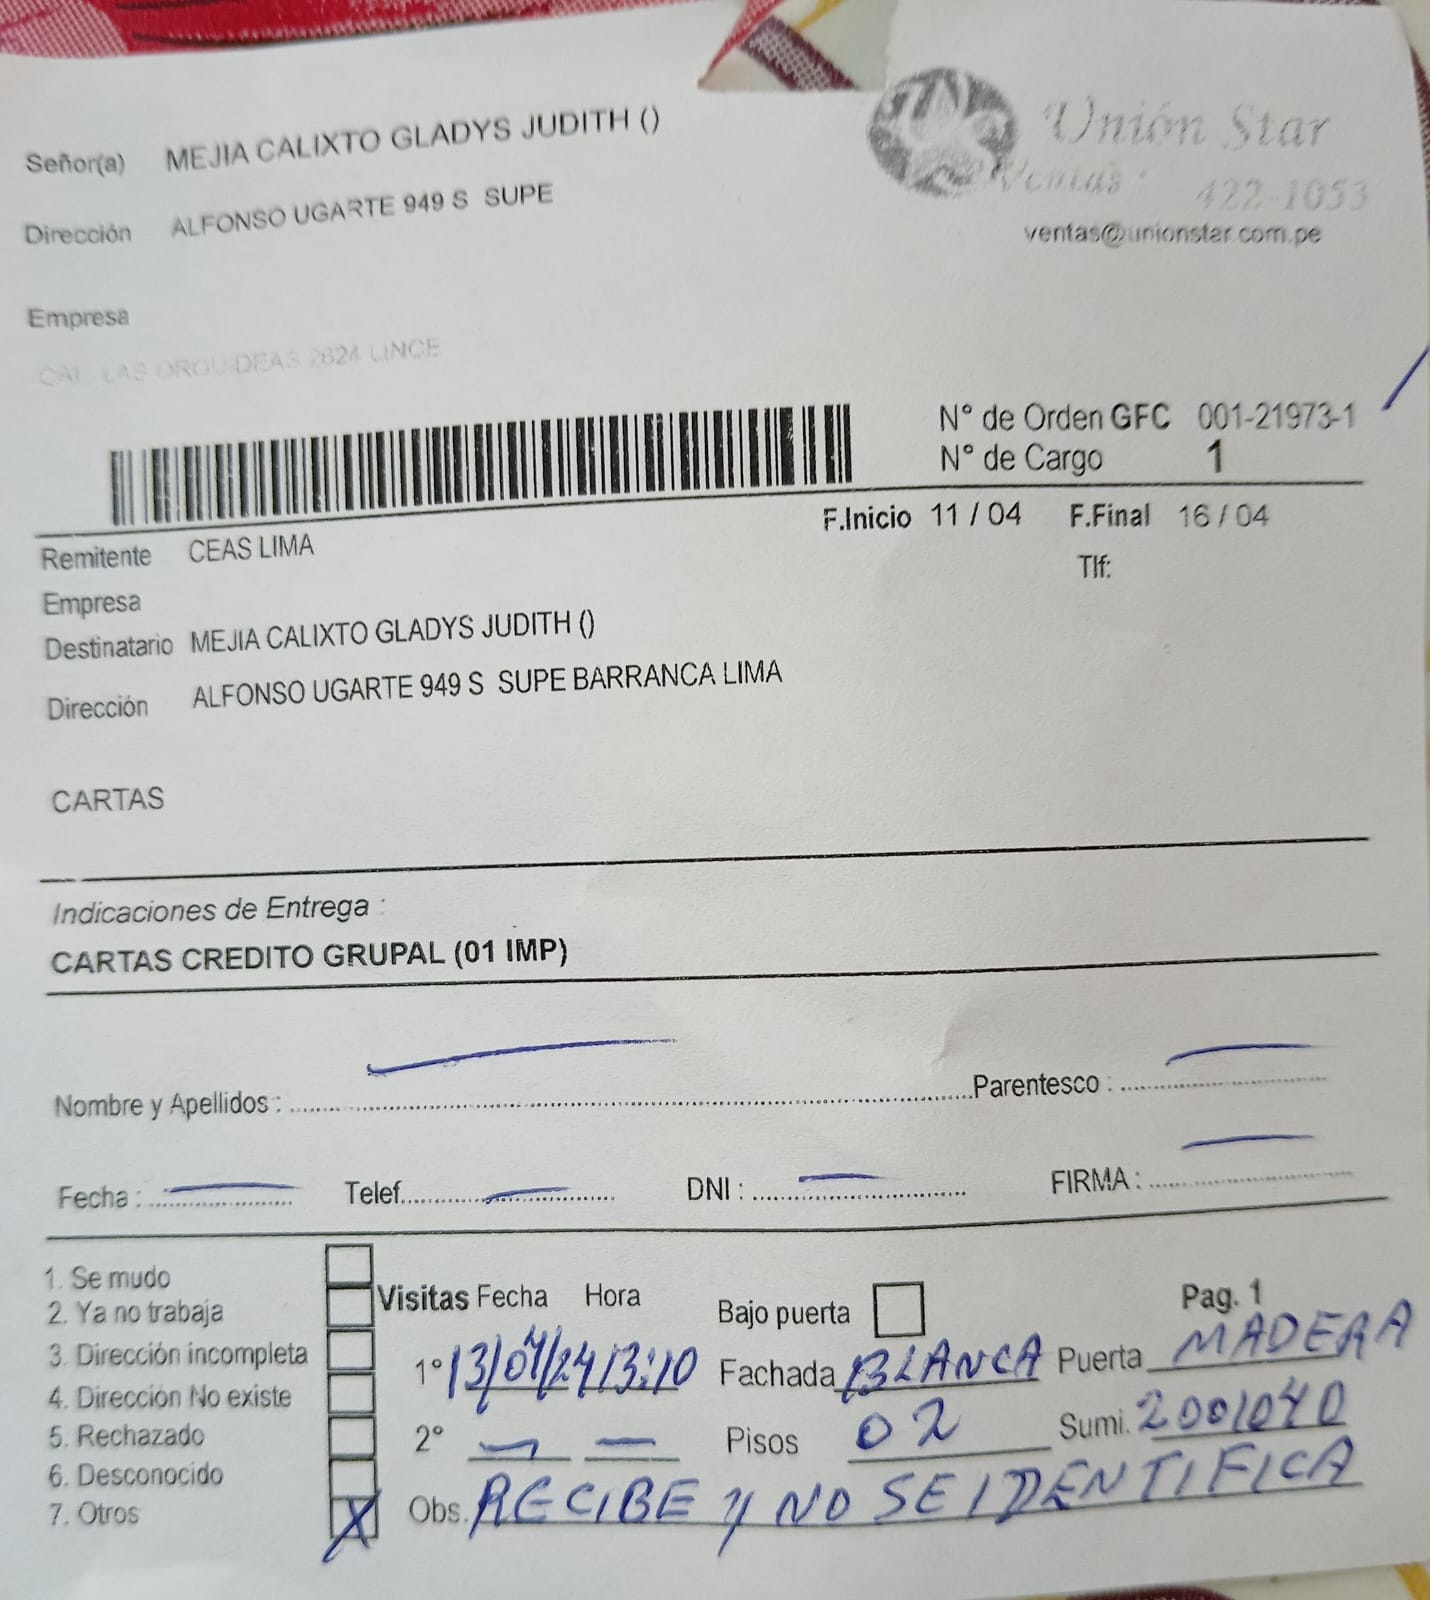 Señor(a) MEJIA CALIXTO GLADYS JUDITH ()
Unión Star
Ventas: 422-1053
Dirección ALFONSO UGARTE 949 S SUPE
ventas@unionstar.com.pe
Empresa
CAL. LAS ORGUIDEAS 2624 LINCE
N° de Orden GFC 001-21973-1
N° de Cargo 1
F.Inicio 11 / 04 F.Final 16 / 04
Remitente CEAS LIMA
Tlf:
Empresa
Destinatario MEJIA CALIXTO GLADYS JUDITH ()
Dirección ALFONSO UGARTE 949 S SUPE BARRANCA LIMA
CARTAS
Indicaciones de Entrega :
CARTAS CREDITO GRUPAL (01 IMP)
Nombre y Apellidos : Parentesco :
Fecha : Telef. DNI : FIRMA :
1. Se mudo
2. Ya no trabaja
3. Dirección incompleta
4. Dirección No existe
5. Rechazado
6. Desconocido
7. Otros X
Visitas Fecha Hora Bajo puerta Pag. 1
1° 13/04/24 13:10 Fachada BLANCA Puerta MADERA
2° Pisos 02 Sumi. 2001040
Obs. RECIBE Y NO SE IDENTIFICA